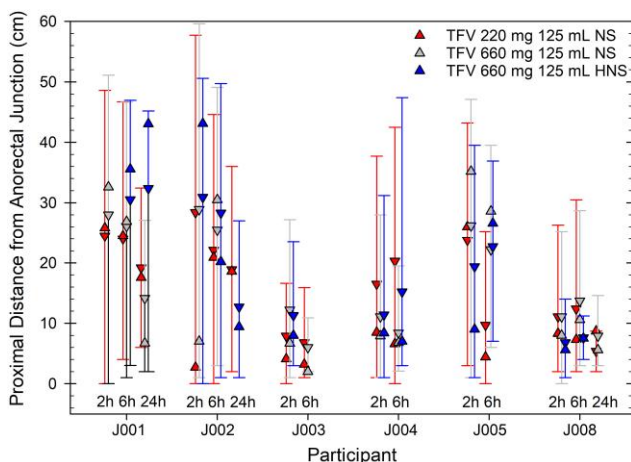 60
50
40
30
20
10
0
Proximal Distance from Anorectal Junction (cm)
TFV 220 mg 125 mL NS
TFV 660 mg 125 mL NS
TFV 660 mg 125 mL HNS
2h 6h 24h 2h 6h 24h 2h 6h 2h 6h 2h 6h 2h 6h 24h
J001 J002 J003 J004 J005 J008
Participant